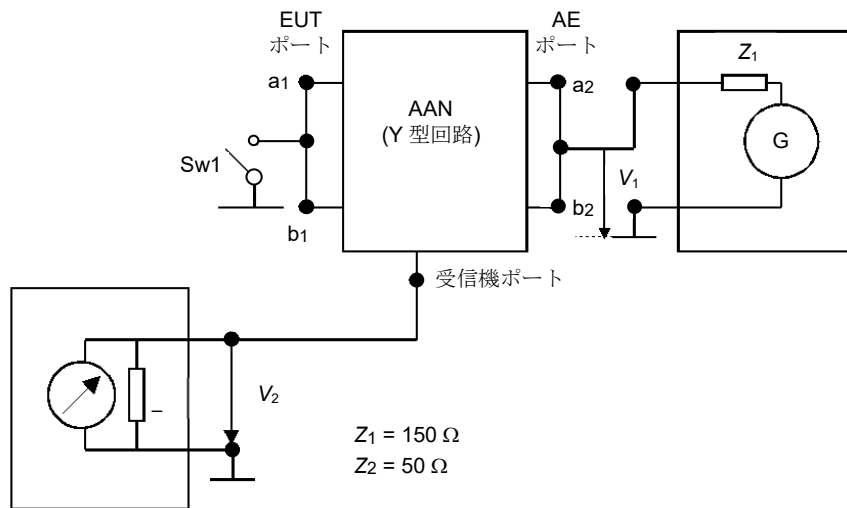 EUT
ポート
AE
ポート
a1
a2
AAN
(Y 型回路)
Z1
G
Sw1
V1
b1
b2
受信機ポート
V2
Z1 = 150 Ω
Z2 = 50 Ω